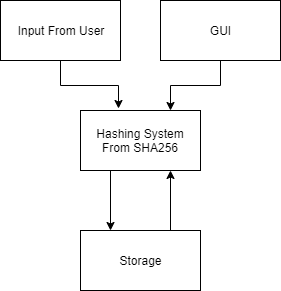 Input From User
GUI
Hashing System
From SHA256
Storage